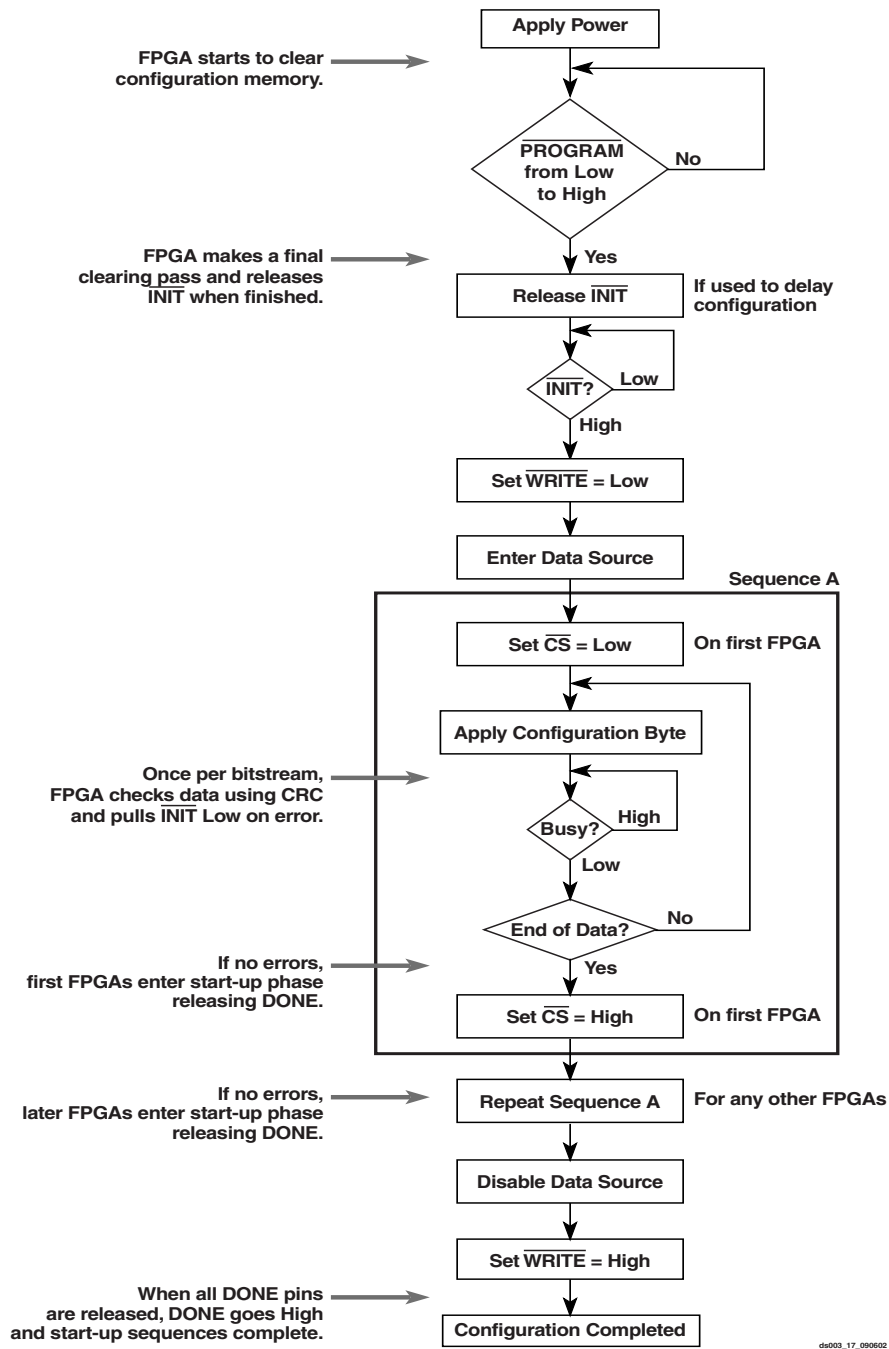 Apply Power
FPGA starts to clear
configuration memory.
PROGRAM
from Low
to High
No
Yes
FPGA makes a final
clearing pass and releases
INIT when finished.
Release INIT
If used to delay
configuration
INIT?
Low
High
Set WRITE = Low
Enter Data Source
Sequence A
Set CS = Low
On first FPGA
Apply Configuration Byte
Once per bitstream,
FPGA checks data using CRC
and pulls INIT Low on error.
Busy?
High
Low
End of Data?
No
Yes
If no errors,
first FPGAs enter start-up phase
releasing DONE.
Set CS = High
On first FPGA
If no errors,
later FPGAs enter start-up phase
releasing DONE.
Repeat Sequence A
For any other FPGAs
Disable Data Source
Set WRITE = High
When all DONE pins
are released, DONE goes High
and start-up sequences complete.
Configuration Completed
ds003_17_090602